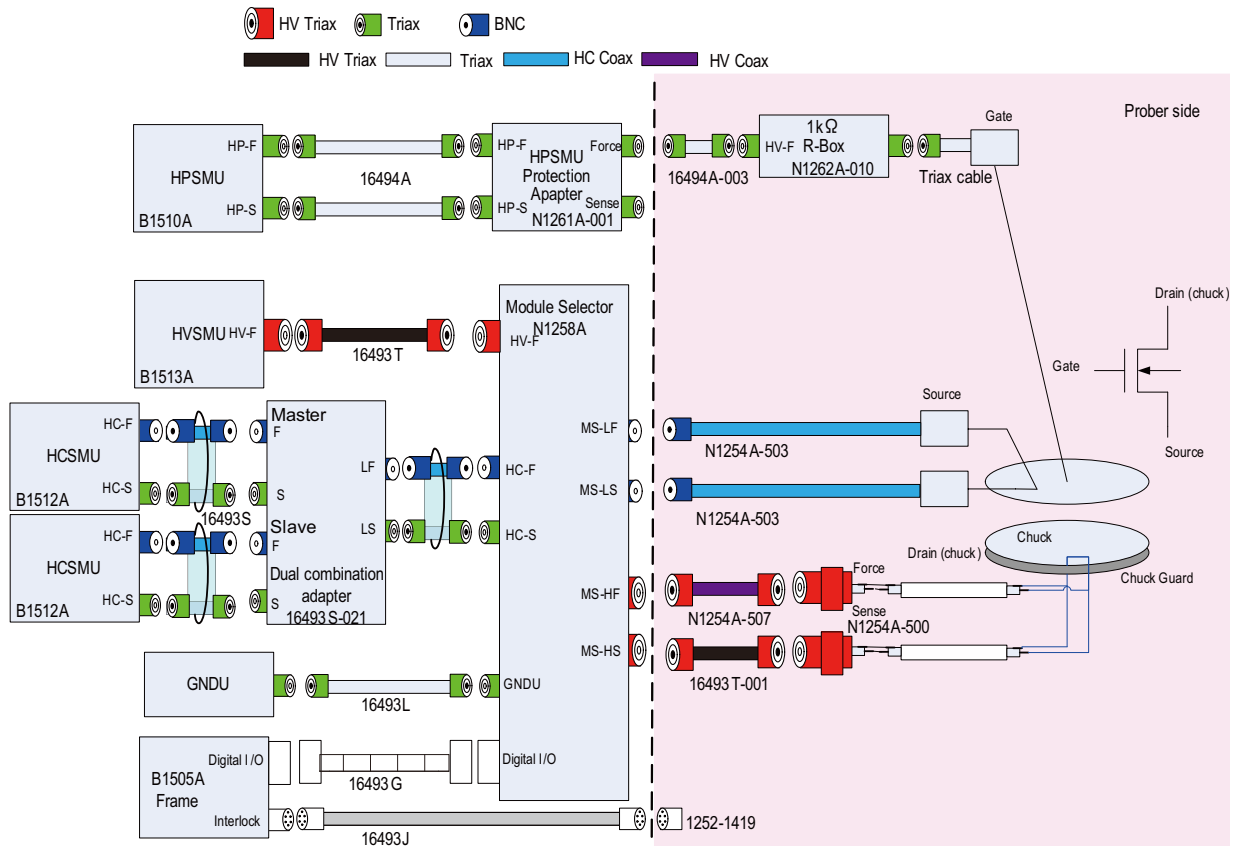 HV Triax
Triax
BNC
HV Triax
Triax
HC Coax
HV Coax
Prober side
HP-F
HP-S
HPSMU
B1510A
16494A
HP-F
HP-S
Force
Sense
HPSMU
Protection
Apapter
N1261A-001
16494A-003
HV-F
1kΩ
R-Box
N1262A-010
Triax cable
Gate
HVSMU
HV-F
B1513A
16493T
Module Selector
N1258A
HV-F
Drain (chuck)
Gate
Source
HC-F
HCSMU
HC-S
B1512A
HC-F
HCSMU
HC-S
B1512A
16493S
Master
F
S
Slave
F
S
LF
LS
Dual combination
adapter
16493S-021
HC-F
HC-S
MS-LF
MS-LS
MS-HF
MS-HS
N1254A-503
Source
N1254A-503
Chuck
Drain (chuck)
Chuck Guard
Force
Sense
N1254A-507
N1254A-500
16493T-001
GNDU
16493L
GNDU
Digital I/O
B1505A
Frame
Interlock
16493G
Digital I/O
16493J
1252-1419